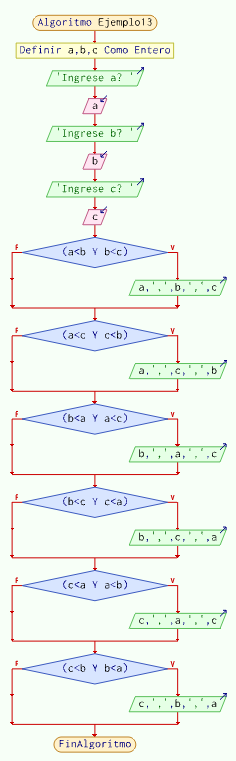 Algoritmo Ejemplo13
Definir a,b,c Como Entero
'Ingrese a? '
a
'Ingrese b? '
b
'Ingrese c? '
c
F (a<b Y b<c) V
a,',',b,',',c
F (a<c Y c<b) V
a,',',c,',',b
F (b<a Y a<c) V
b,',',a,',',c
F (b<c Y c<a) V
b,',',c,',',a
F (c<a Y a<b) V
c,',',a,',',c
F (c<b Y b<a) V
c,',',b,',',a
FinAlgoritmo